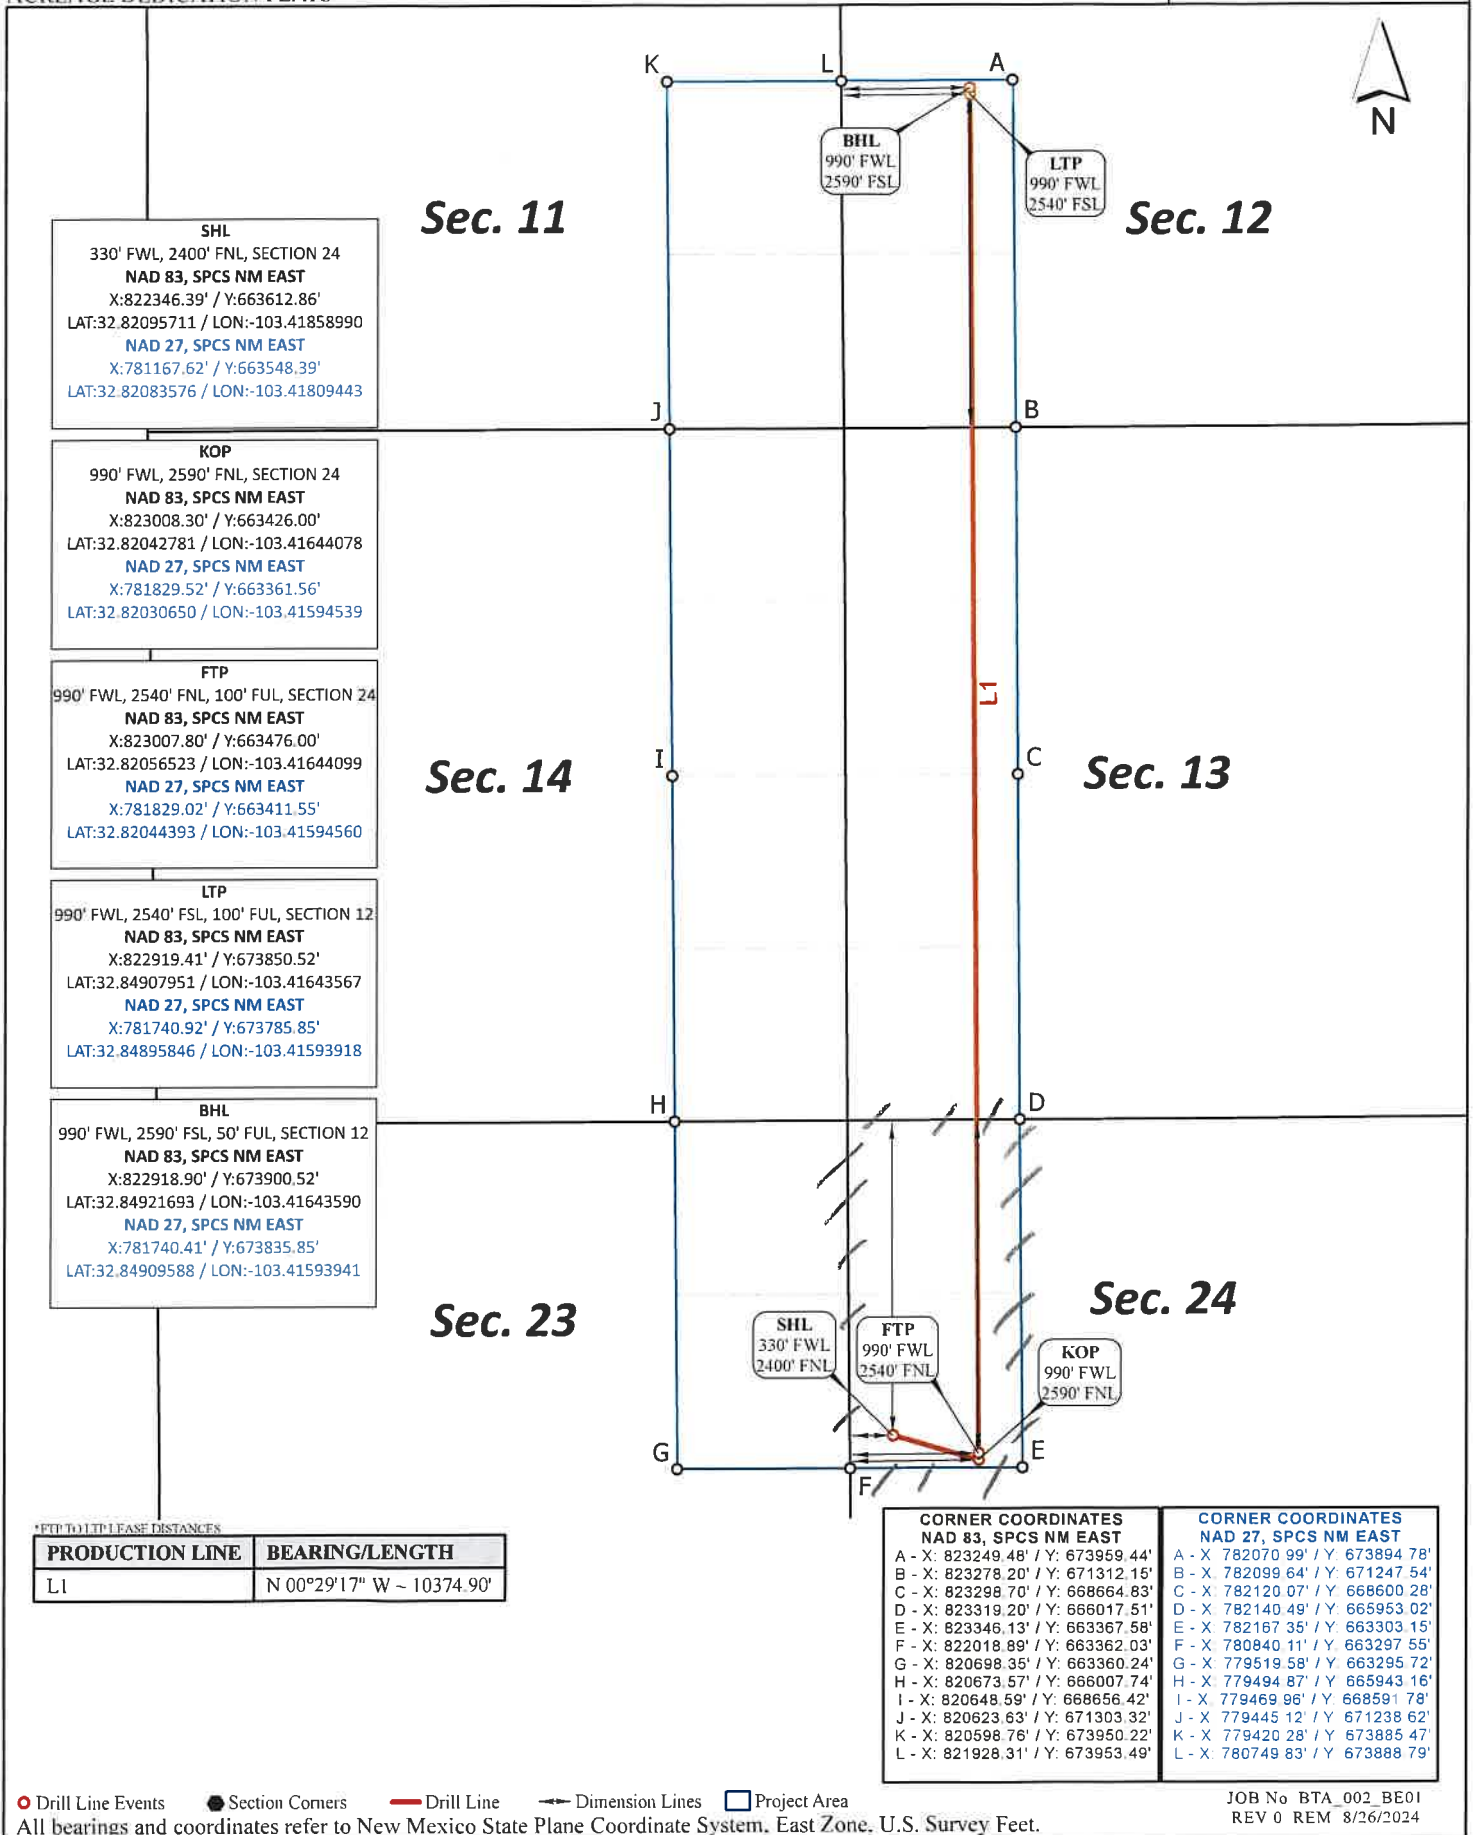 ACREAGE DEDICATION PLATS
K
L
A
N
BHL
990' FWL
2590' FSL
LTP
990' FWL
2540' FSL
Sec. 11
Sec. 12
SHL
330' FWL, 2400' FNL, SECTION 24
NAD 83, SPCS NM EAST
X:822346.39' / Y:663612.86'
LAT:32.82095711 / LON:-103.41858990
NAD 27, SPCS NM EAST
X:781167.62' / Y:663548.39'
LAT:32.82083576 / LON:-103.41809443
J
B
KOP
990' FWL, 2590' FNL, SECTION 24
NAD 83, SPCS NM EAST
X:823008.30' / Y:663426.00'
LAT:32.82042781 / LON:-103.41644078
NAD 27, SPCS NM EAST
X:781829.52' / Y:663361.56'
LAT:32.82030650 / LON:-103.41594539
FTP
990' FWL, 2540' FNL, 100' FUL, SECTION 24
NAD 83, SPCS NM EAST
X:823007.80' / Y:663476.00'
LAT:32.82056523 / LON:-103.41644099
NAD 27, SPCS NM EAST
X:781829.02' / Y:663411.55'
LAT:32.82044393 / LON:-103.41594560
L1
I
C
Sec. 14
Sec. 13
LTP
990' FWL, 2540' FSL, 100' FUL, SECTION 12
NAD 83, SPCS NM EAST
X:822919.41' / Y:673850.52'
LAT:32.84907951 / LON:-103.41643567
NAD 27, SPCS NM EAST
X:781740.92' / Y:673785.85'
LAT:32.84895846 / LON:-103.41593918
H
D
BHL
990' FWL, 2590' FSL, 50' FUL, SECTION 12
NAD 83, SPCS NM EAST
X:822918.90' / Y:673900.52'
LAT:32.84921693 / LON:-103.41643590
NAD 27, SPCS NM EAST
X:781740.41' / Y:673835.85'
LAT:32.84909588 / LON:-103.41593941
Sec. 23
Sec. 24
SHL
330' FWL
2400' FNL
FTP
990' FWL
2540' FNL
KOP
990' FWL
2590' FNL
G
F
E
*FTP TO LTP LEASE DISTANCES
PRODUCTION LINE BEARING/LENGTH
L1 N 00°29'17" W ~ 10374.90'
CORNER COORDINATES
NAD 83, SPCS NM EAST
A - X: 823249.48' / Y: 673959.44'
B - X: 823278.20' / Y: 671312.15'
C - X: 823298.70' / Y: 668664.83'
D - X: 823319.20' / Y: 666017.51'
E - X: 823346.13' / Y: 663367.58'
F - X: 822018.89' / Y: 663362.03'
G - X: 820698.35' / Y: 663360.24'
H - X: 820673.57' / Y: 666007.74'
I - X: 820648.59' / Y: 668656.42'
J - X: 820623.63' / Y: 671303.32'
K - X: 820598.76' / Y: 673950.22'
L - X: 821928.31' / Y: 673953.49'
CORNER COORDINATES
NAD 27, SPCS NM EAST
A - X: 782070.99' / Y: 673894.78'
B - X: 782099.64' / Y: 671247.54'
C - X: 782120.07' / Y: 668600.28'
D - X: 782140.49' / Y: 665953.02'
E - X: 782167.35' / Y: 663303.15'
F - X: 780840.11' / Y: 663297.55'
G - X: 779519.58' / Y: 663295.72'
H - X: 779494.87' / Y: 665943.16'
I - X: 779469.96' / Y: 668591.78'
J - X: 779445.12' / Y: 671238.62'
K - X: 779420.28' / Y: 673885.47'
L - X: 780749.83' / Y: 673888.79'
Drill Line Events Section Corners Drill Line Dimension Lines Project Area
All bearings and coordinates refer to New Mexico State Plane Coordinate System, East Zone, U.S. Survey Feet.
JOB No BTA_002_BE01
REV 0 REM 8/26/2024